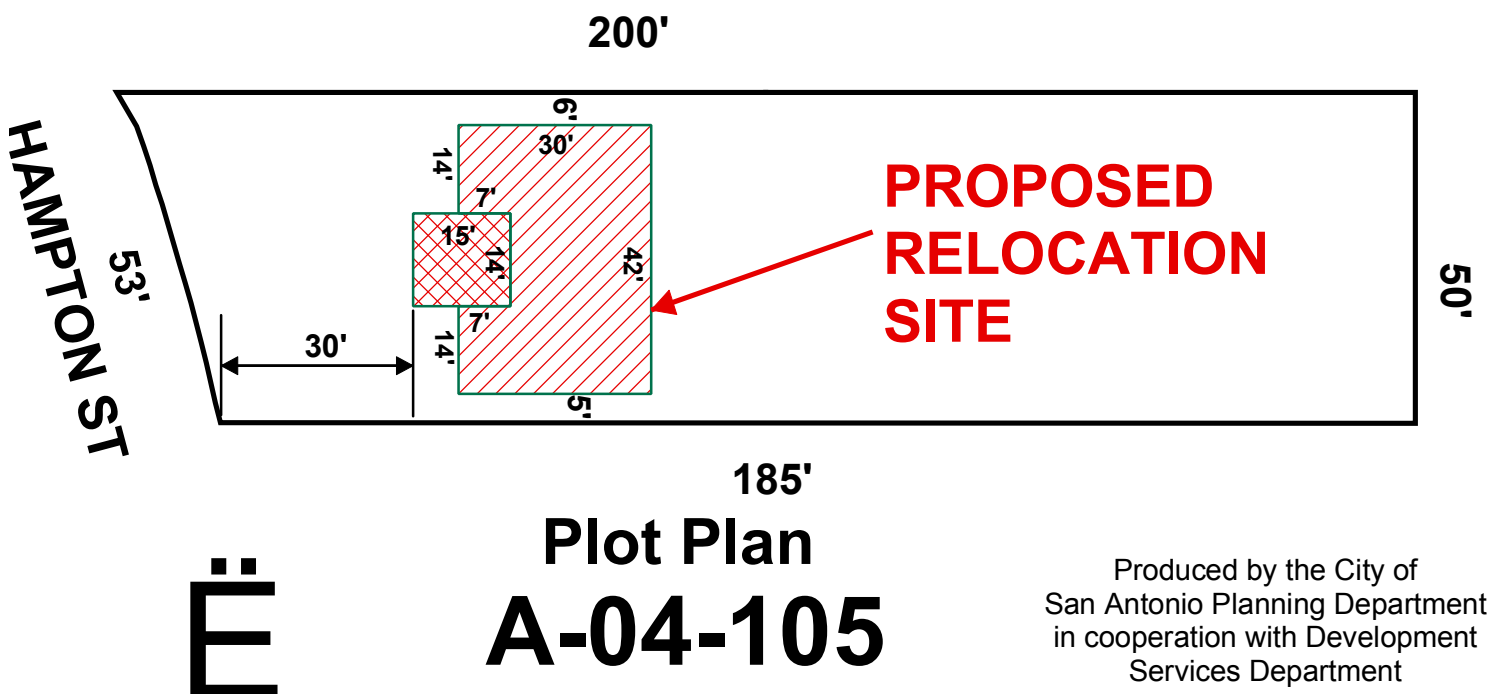 200'
6'
30'
14'
7'
15'
14'
42'
7'
14'
5'
30'
HAMPTON ST
53'
PROPOSED
RELOCATION
SITE
50'
185'
Plot Plan
A-04-105
Ë
Produced by the City of
San Antonio Planning Department
in cooperation with Development
Services Department